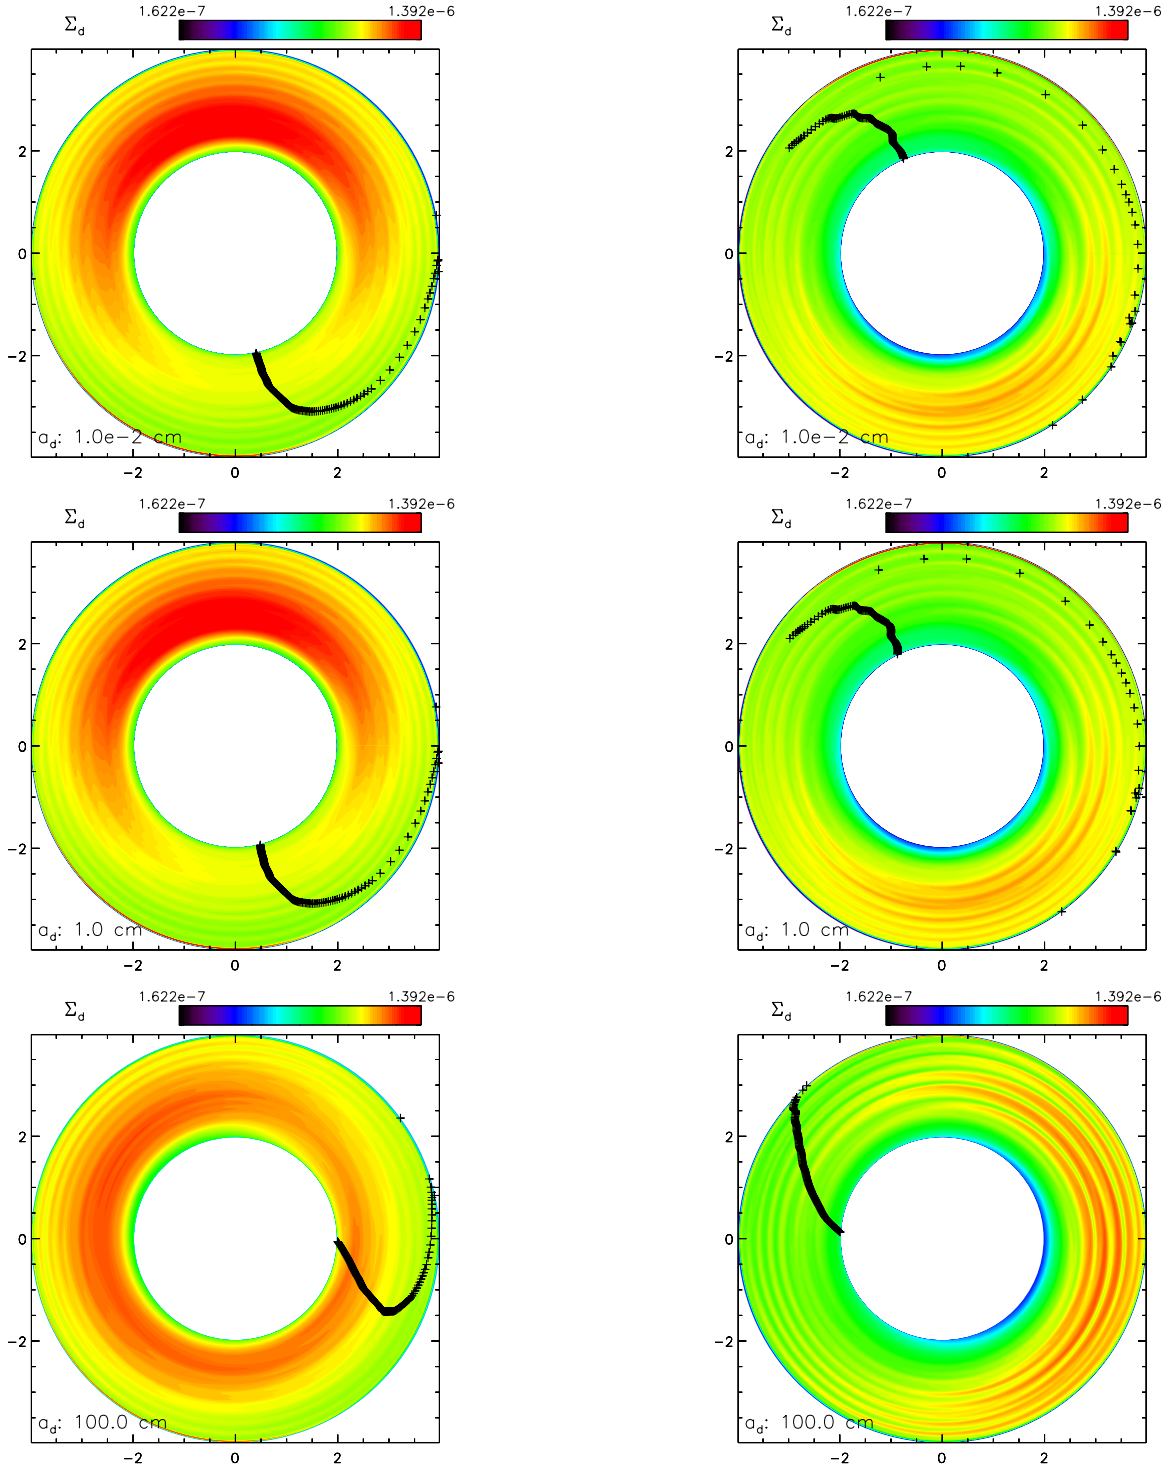 1.622e-7 1.392e-6 1.622e-7 1.392e-6
Σd Σd
2 2
0 0
−2 −2
ad: 1.0e−2 cm ad: 1.0e−2 cm
−2 0 2 −2 0 2
1.622e-7 1.392e-6 1.622e-7 1.392e-6
Σd Σd
2 2
0 0
−2 −2
ad: 1.0 cm ad: 1.0 cm
−2 0 2 −2 0 2
1.622e-7 1.392e-6 1.622e-7 1.392e-6
Σd Σd
2 2
0 0
−2 −2
ad: 100.0 cm ad: 100.0 cm
−2 0 2 −2 0 2